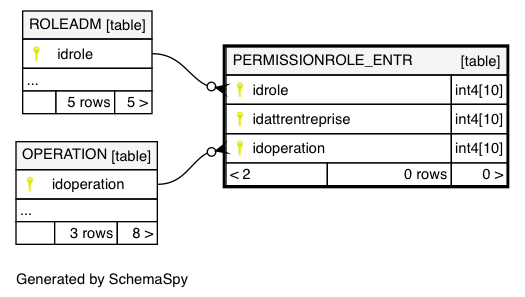 ROLEADM [table]
idrole
...
5 rows 5 >
OPERATION [table]
idoperation
...
3 rows 8 >
PERMISSIONROLE_ENTR [table]
idrole int4[10]
idattrentreprise int4[10]
idoperation int4[10]
< 2 0 rows 0 >
Generated by SchemaSpy